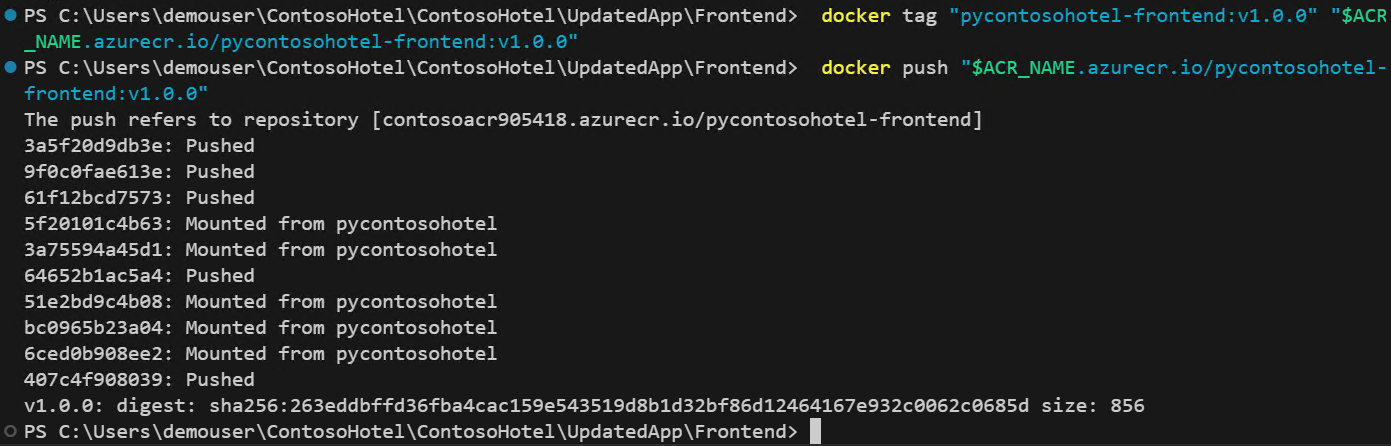 PS C:\Users\demouser\ContosoHotel\ContosoHotel\UpdatedApp\Frontend>  docker tag "pycontosohotel-frontend:v1.0.0" "$ACR
_NAME.azurecr.io/pycontosohotel-frontend:v1.0.0"
PS C:\Users\demouser\ContosoHotel\ContosoHotel\UpdatedApp\Frontend>  docker push "$ACR_NAME.azurecr.io/pycontosohotel-
frontend:v1.0.0"
The push refers to repository [contosoacr905418.azurecr.io/pycontosohotel-frontend]
3a5f20d9db3e: Pushed
9f0c0fae613e: Pushed
61f12bcd7573: Pushed
5f20101c4b63: Mounted from pycontosohotel
3a75594a45d1: Mounted from pycontosohotel
64652b1ac5a4: Pushed
51e2bd9c4b08: Mounted from pycontosohotel
bc0965b23a04: Mounted from pycontosohotel
6ced0b908ee2: Mounted from pycontosohotel
407c4f908039: Pushed
v1.0.0: digest: sha256:263eddbffd36fba4cac159e543519d8b1d32bf86d12464167e932c0062c0685d size: 856
PS C:\Users\demouser\ContosoHotel\ContosoHotel\UpdatedApp\Frontend>